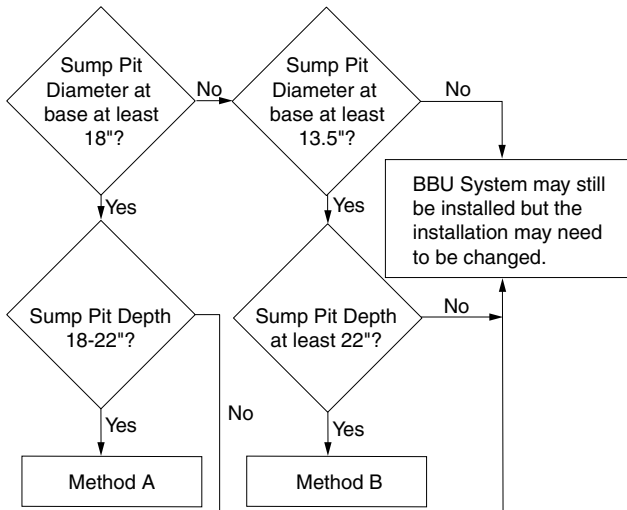 Sump Pit
Diameter at
base at least
18"?
No
Sump Pit
Diameter at
base at least
13.5"?
No
BBU System may still
be installed but the
installation may need
to be changed.
Yes
Yes
Sump Pit Depth
18-22"?
No
Sump Pit Depth
at least 22"?
No
Yes
Yes
Method A
Method B